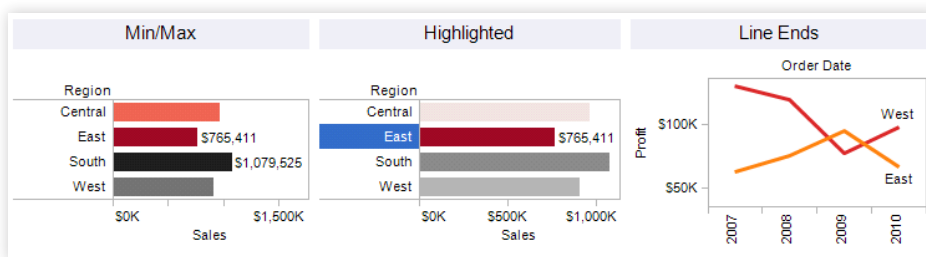 Min/Max
Region
Central
East $765,411
South $1,079,525
West
$0K $1,500K
Sales
Highlighted
Region
Central
East $765,411
South
West
$0K $500K $1,000K
Sales
Line Ends
Order Date
Profit
$100K
$50K
West
East
2007 2008 2009 2010